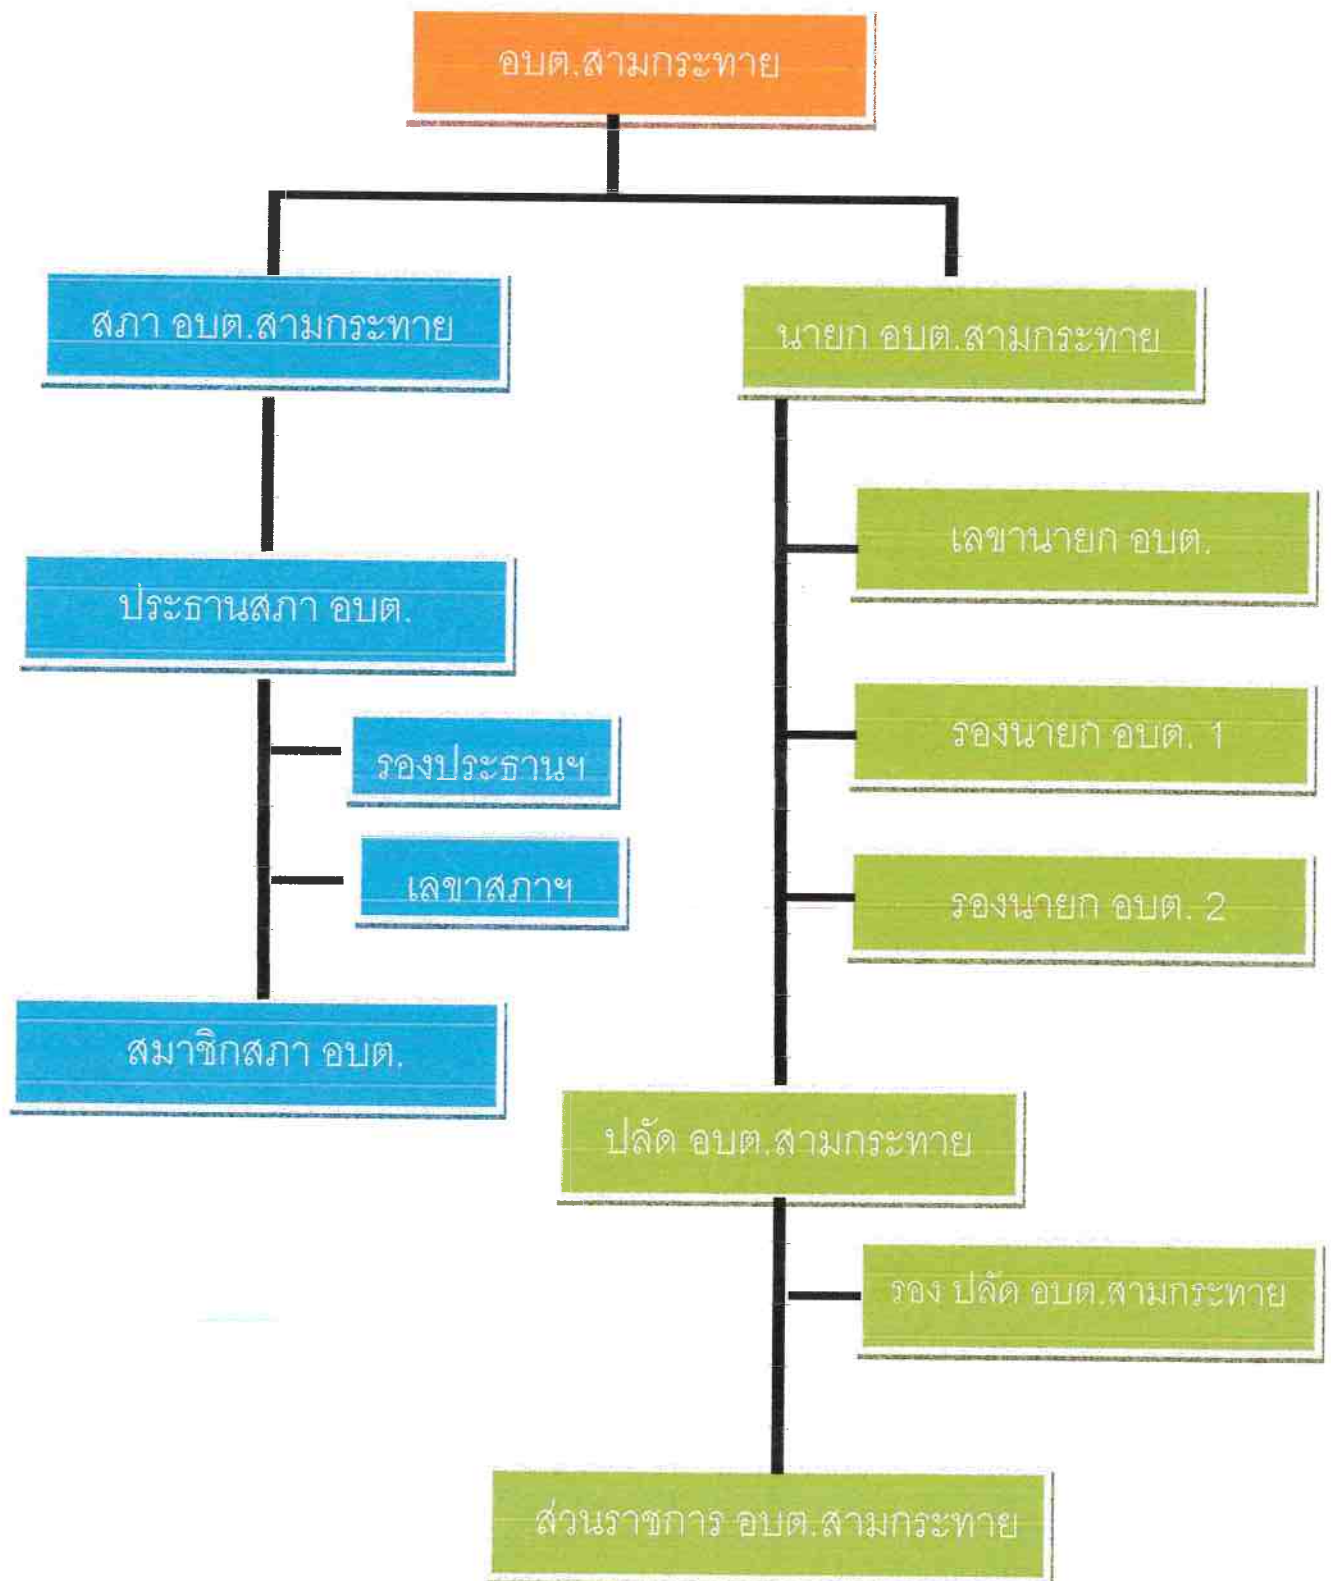 อบต.สามกระทาย
สภา อบต.สามกระทาย
นายก อบต.สามกระทาย
เลขานายก อบต.
ประธานสภา อบต.
รองนายก อบต. 1
รองประธานฯ
เลขาสภาฯ
รองนายก อบต. 2
สมาชิกสภา อบต.
ปลัด อบต.สามกระทาย
รอง ปลัด อบต.สามกระทาย
ส่วนราชการ อบต.สามกระทาย